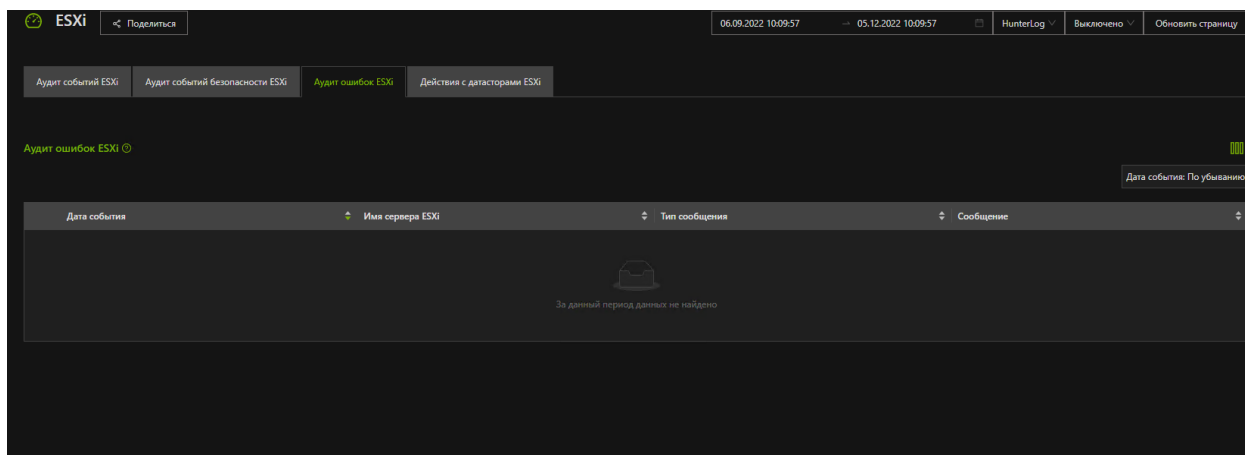 ESXi Поделиться 06.09.2022 10:09:57 → 05.12.2022 10:09:57 HunterLog Выключено Обновить страницу
Аудит событий ESXi Аудит событий безопасности ESXi Аудит ошибок ESXi Действия с датасторами ESXi
Аудит ошибок ESXi
Дата события: По убыванию
Дата события Имя сервера ESXi Тип сообщения Сообщение
За данный период данных не найдено